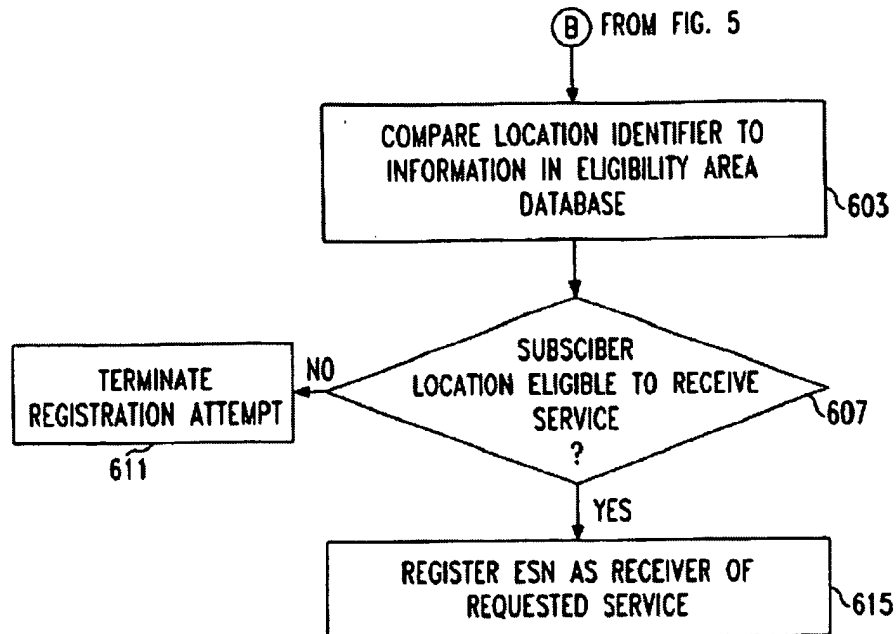 B FROM FIG. 5
COMPARE LOCATION IDENTIFIER TO
INFORMATION IN ELIGIBILITY AREA
DATABASE
603
SUBSCIBER
LOCATION ELIGIBLE TO RECEIVE
SERVICE
?
607
NO
TERMINATE
REGISTRATION ATTEMPT
611
YES
REGISTER ESN AS RECEIVER OF
REQUESTED SERVICE
615